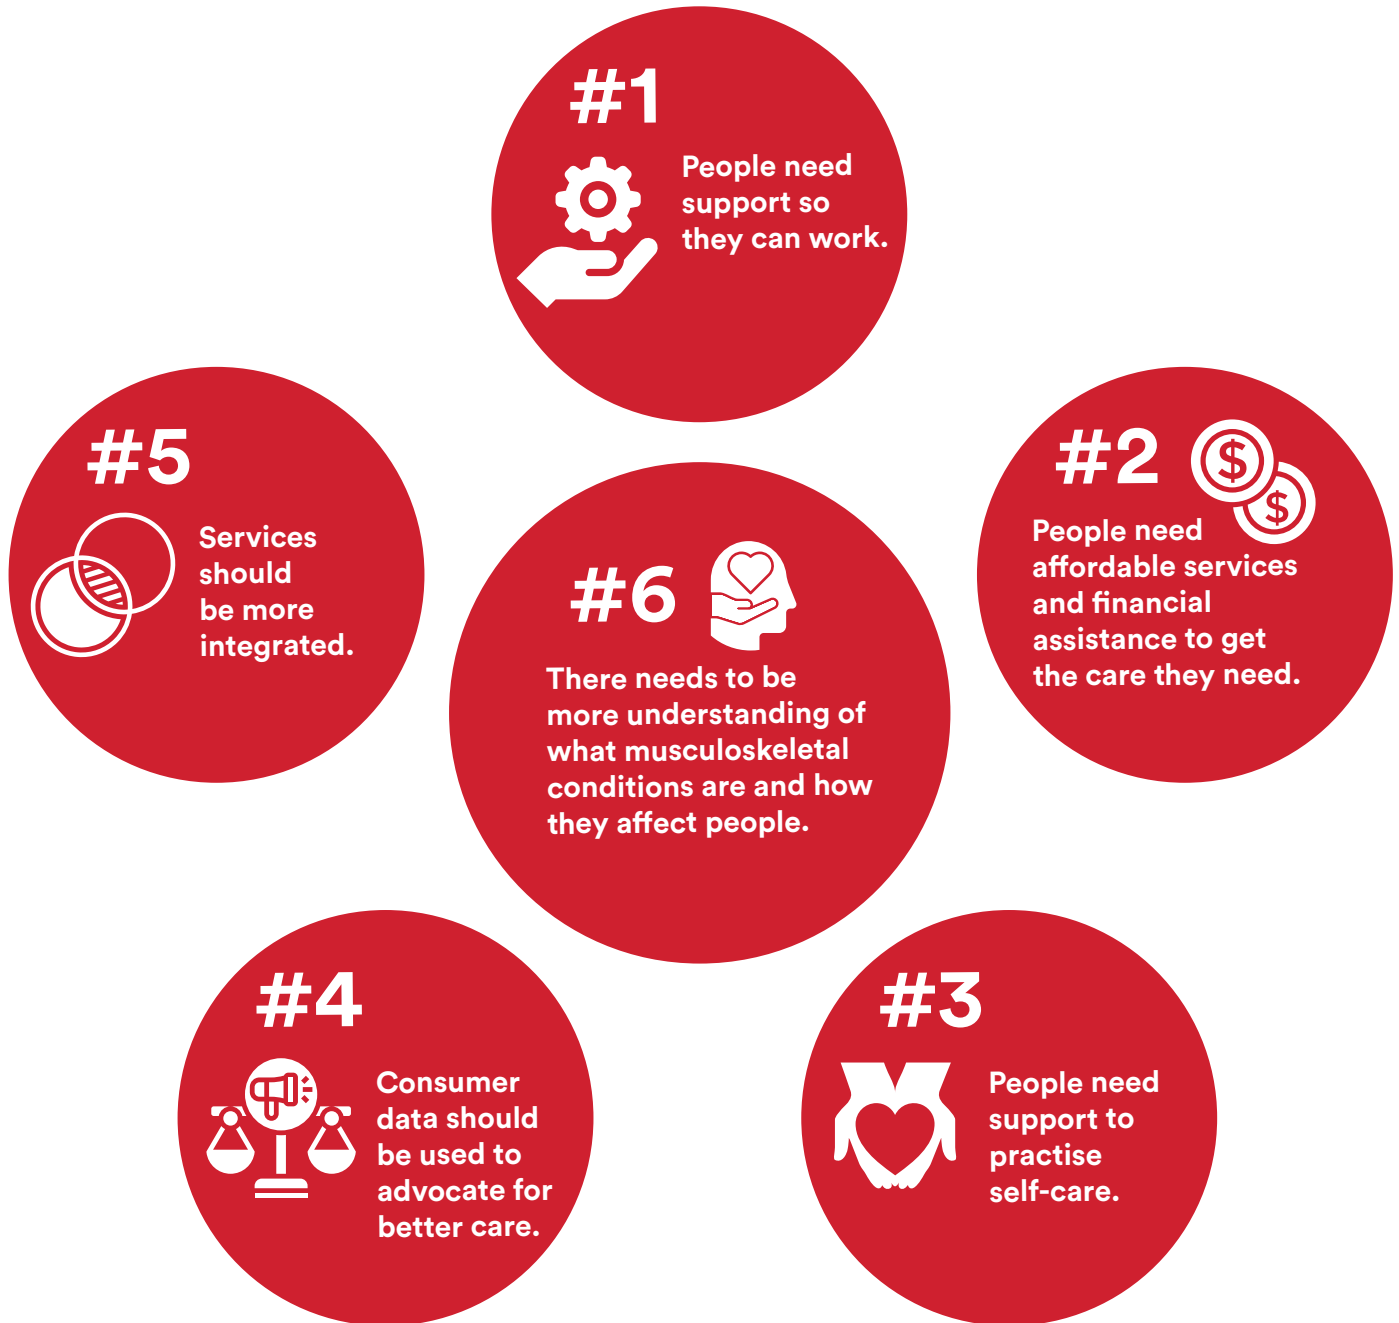 #1
People need
support so
they can work.
#2
$
$
People need
affordable services
and financial
assistance to get
the care they need.
#3
People need
support to
practise
self-care.
#4
Consumer
data should
be used to
advocate for
better care.
#5
Services
should
be more
integrated.
#6
There needs to be
more understanding of
what musculoskeletal
conditions are and how
they affect people.